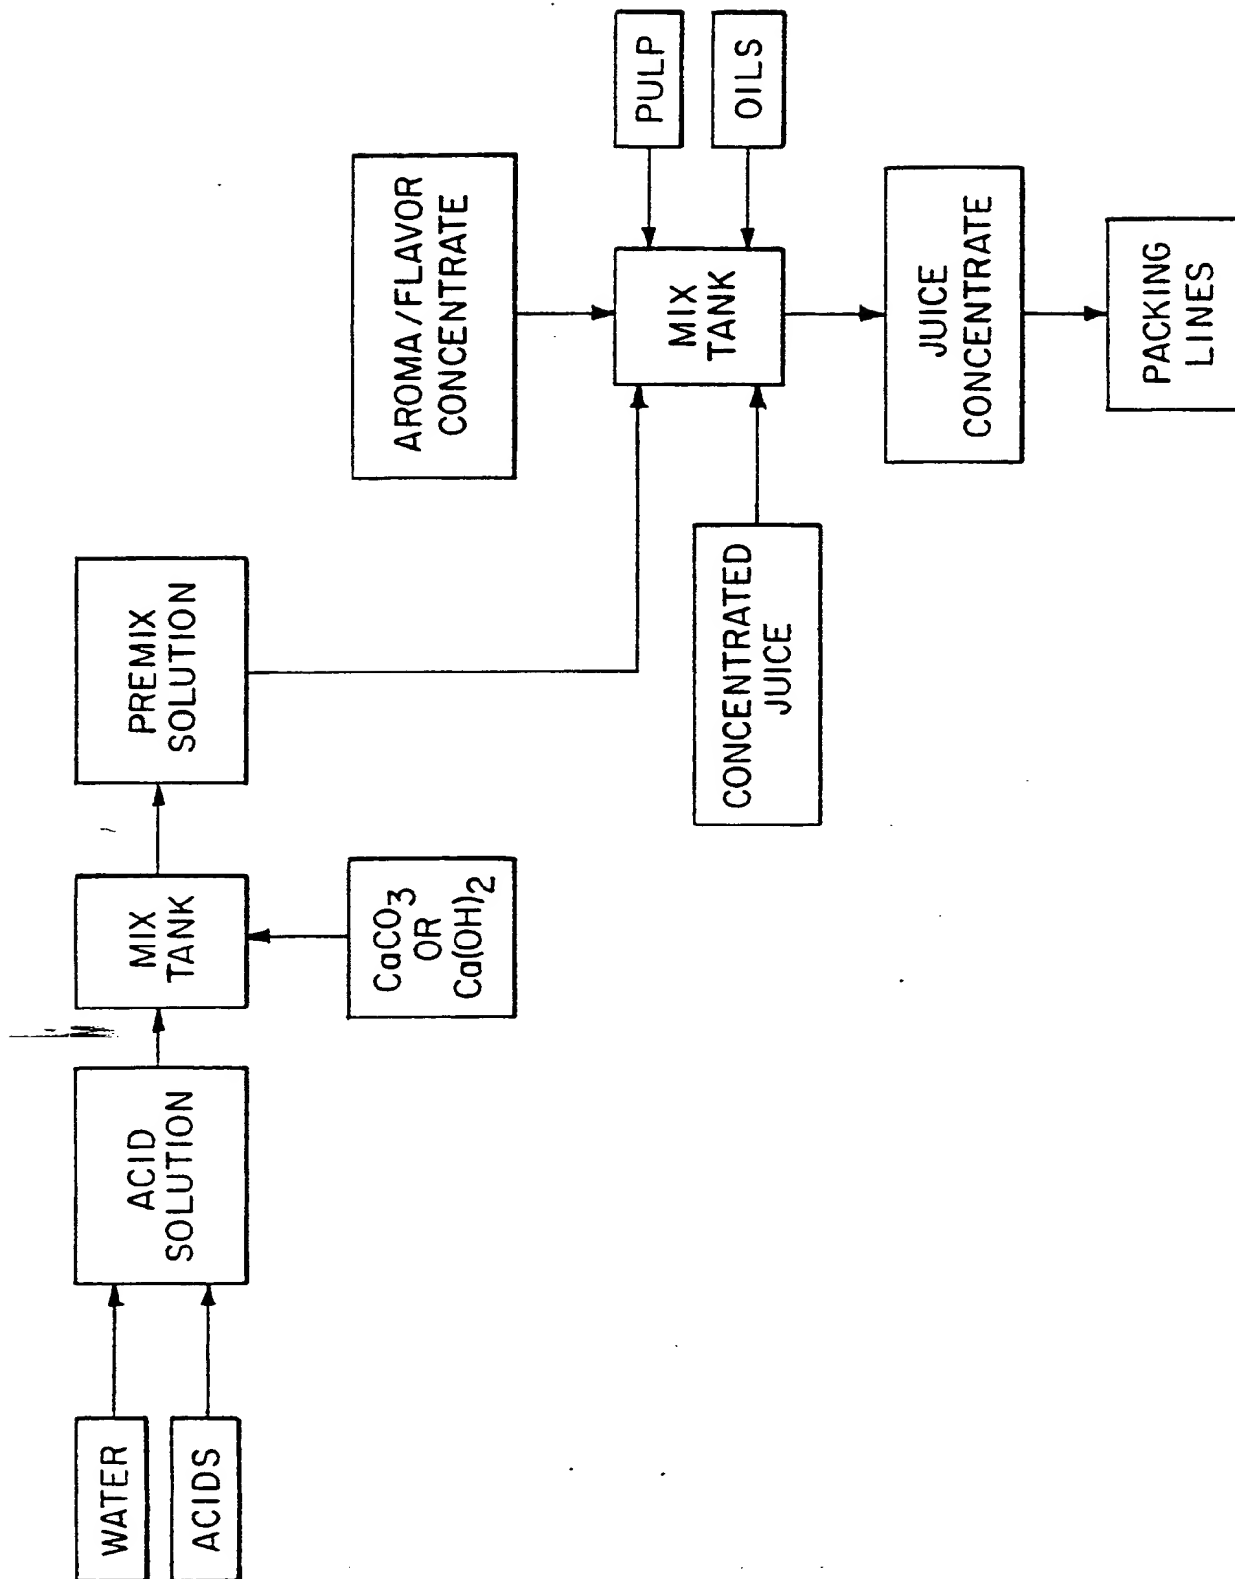 WATER
ACIDS
ACID
SOLUTION
MIX
TANK
CaCO3
OR
Ca(OH)2
PREMIX
SOLUTION
AROMA/FLAVOR
CONCENTRATE
CONCENTRATED
JUICE
MIX
TANK
PULP
OILS
JUICE
CONCENTRATE
PACKING
LINES